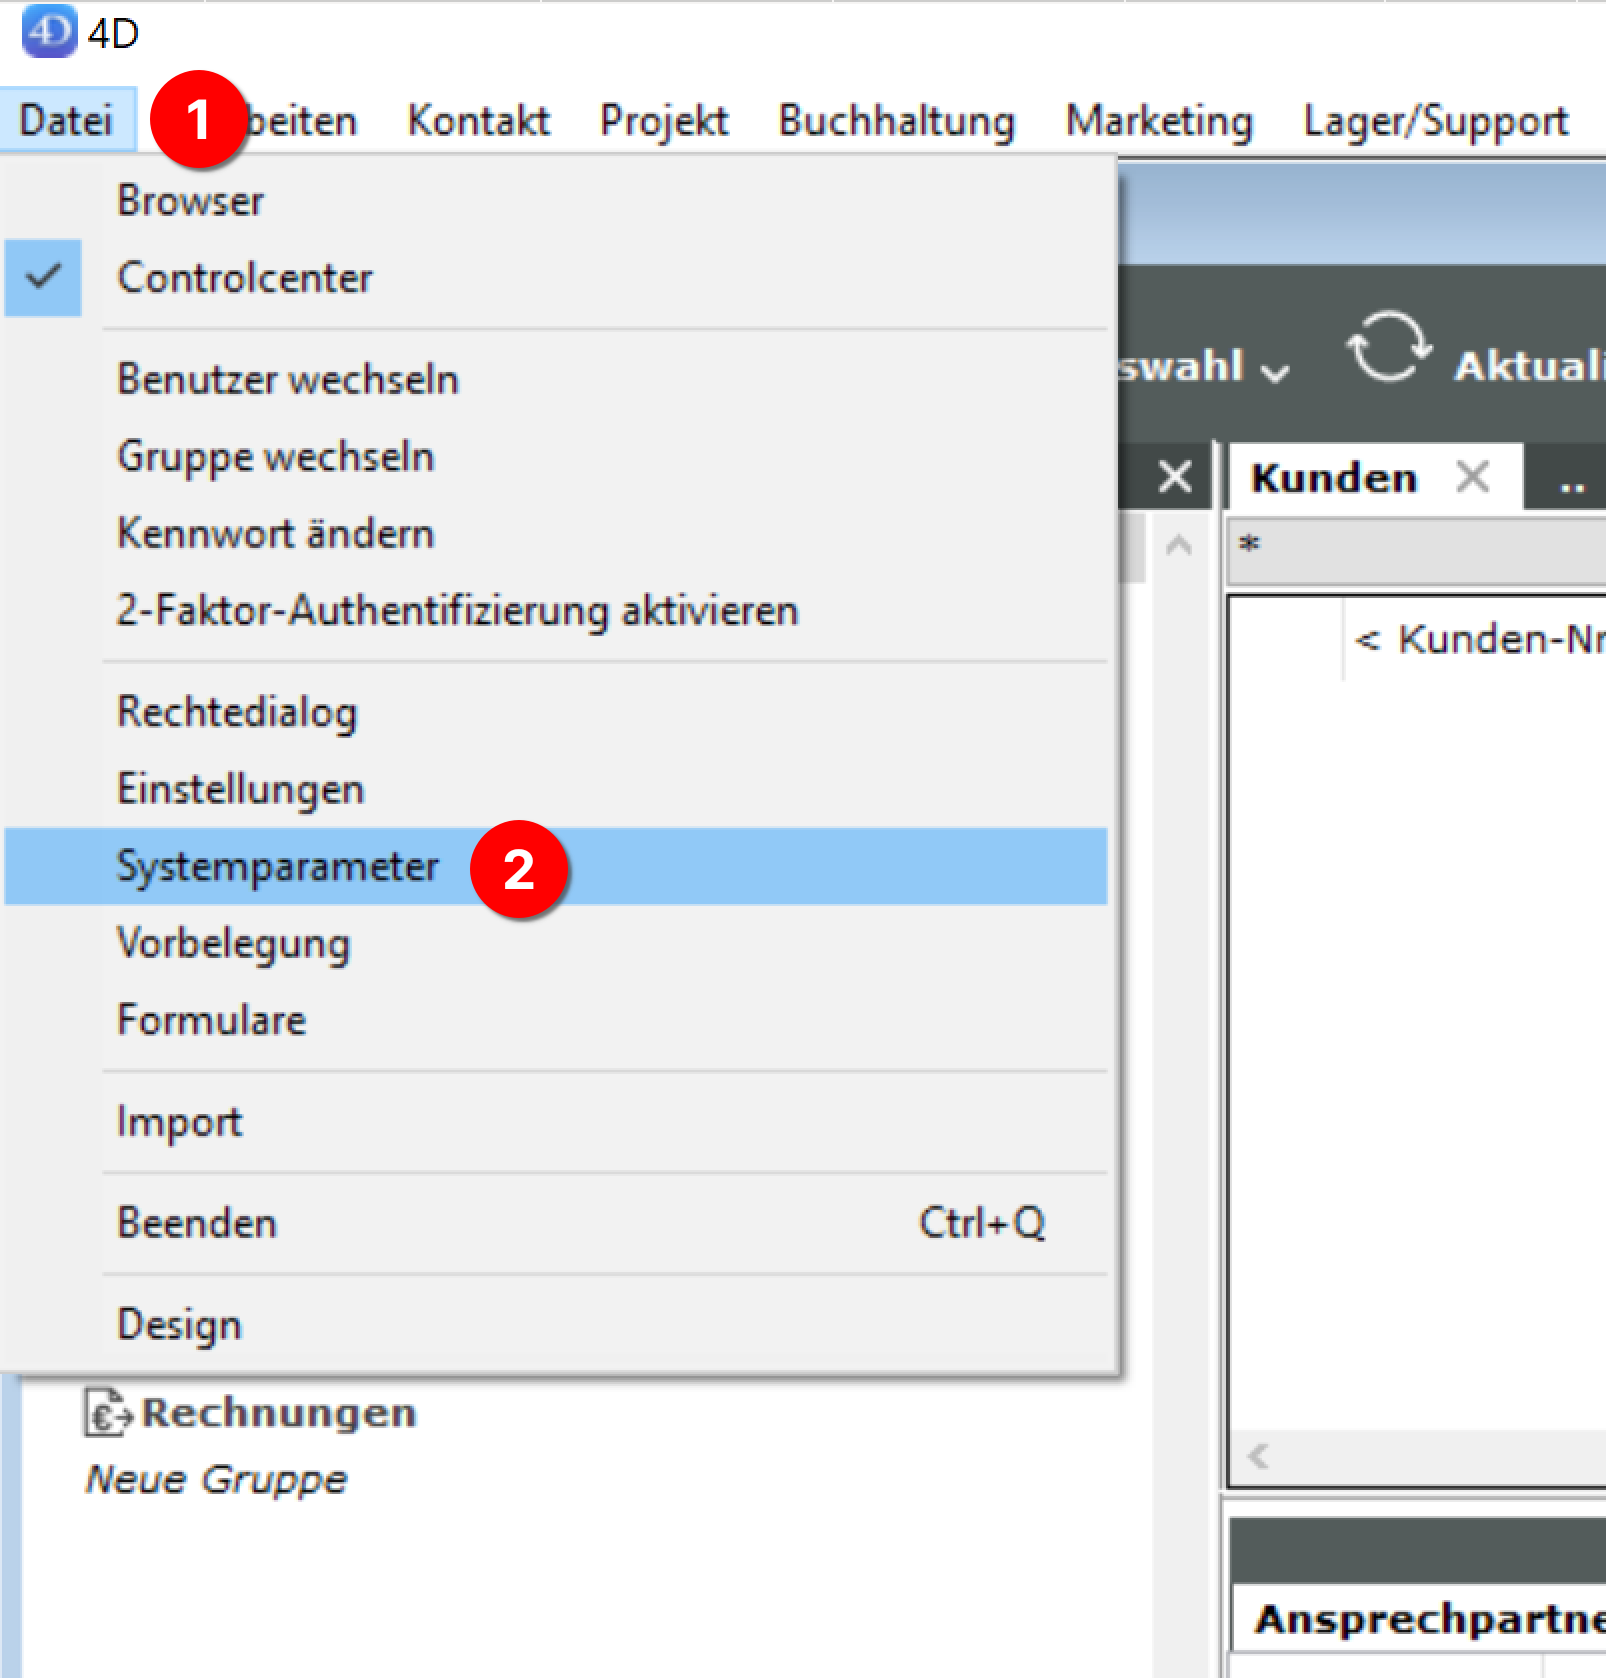 4D
Datei 1 beiten Kontakt Projekt Buchhaltung Marketing Lager/Support
Browser
Controlcenter
swahl Aktuali
Benutzer wechseln
Gruppe wechseln
Kunden ..
Kennwort ändern
*
2-Faktor-Authentifizierung aktivieren
< Kunden-Nr
Rechtedialog
Einstellungen
Systemparameter 2
Vorbelegung
Formulare
Import
Beenden Ctrl+Q
Design
Rechnungen
Neue Gruppe
Ansprechpartne